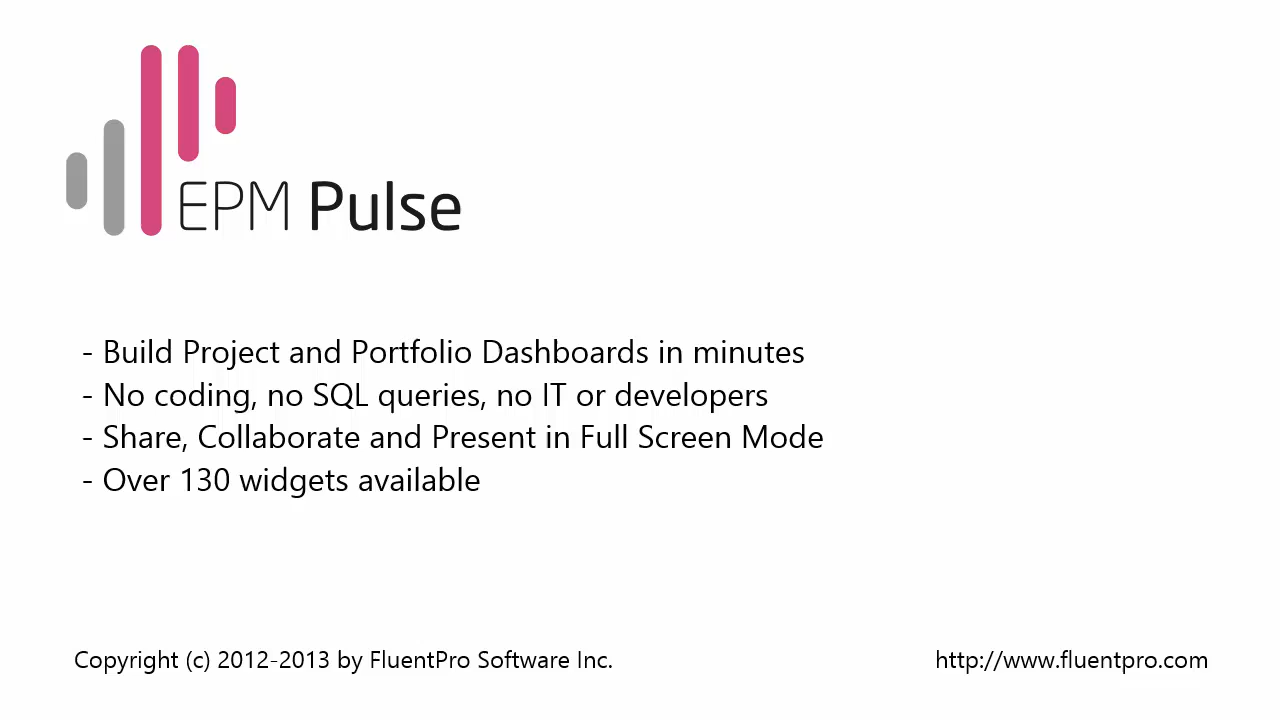 EPM Pulse
- Build Project and Portfolio Dashboards in minutes
- No coding, no SQL queries, no IT or developers
- Share, Collaborate and Present in Full Screen Mode
- Over 130 widgets available
Copyright (c) 2012-2013 by FluentPro Software Inc.
http://www.fluentpro.com